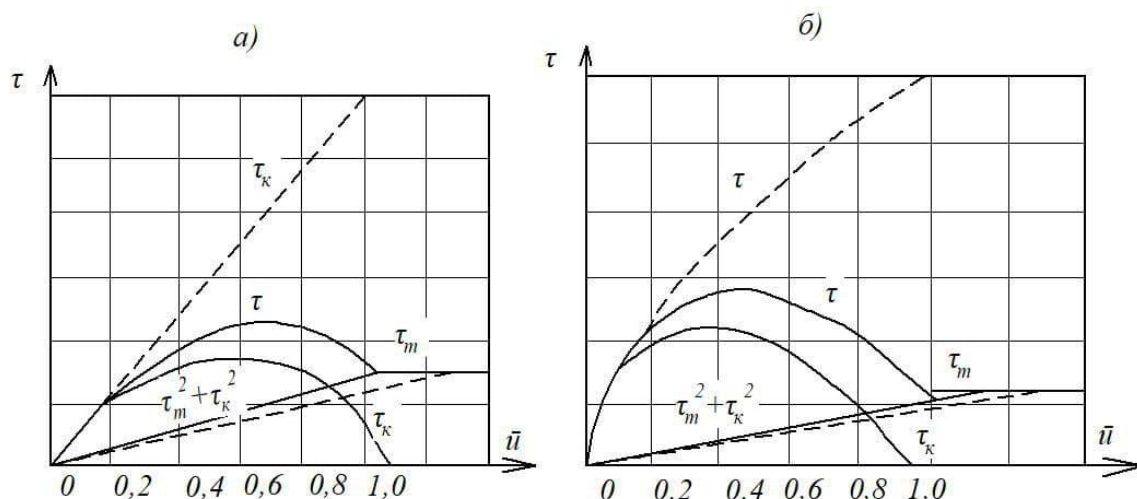 а)
τ
τк
τ
τm
τm²+τк²
τк
ū
0 0,2 0,4 0,6 0,8 1,0
б)
τ
τ
τ
τm
τm²+τк²
τк
ū
0 0,2 0,4 0,6 0,8 1.0